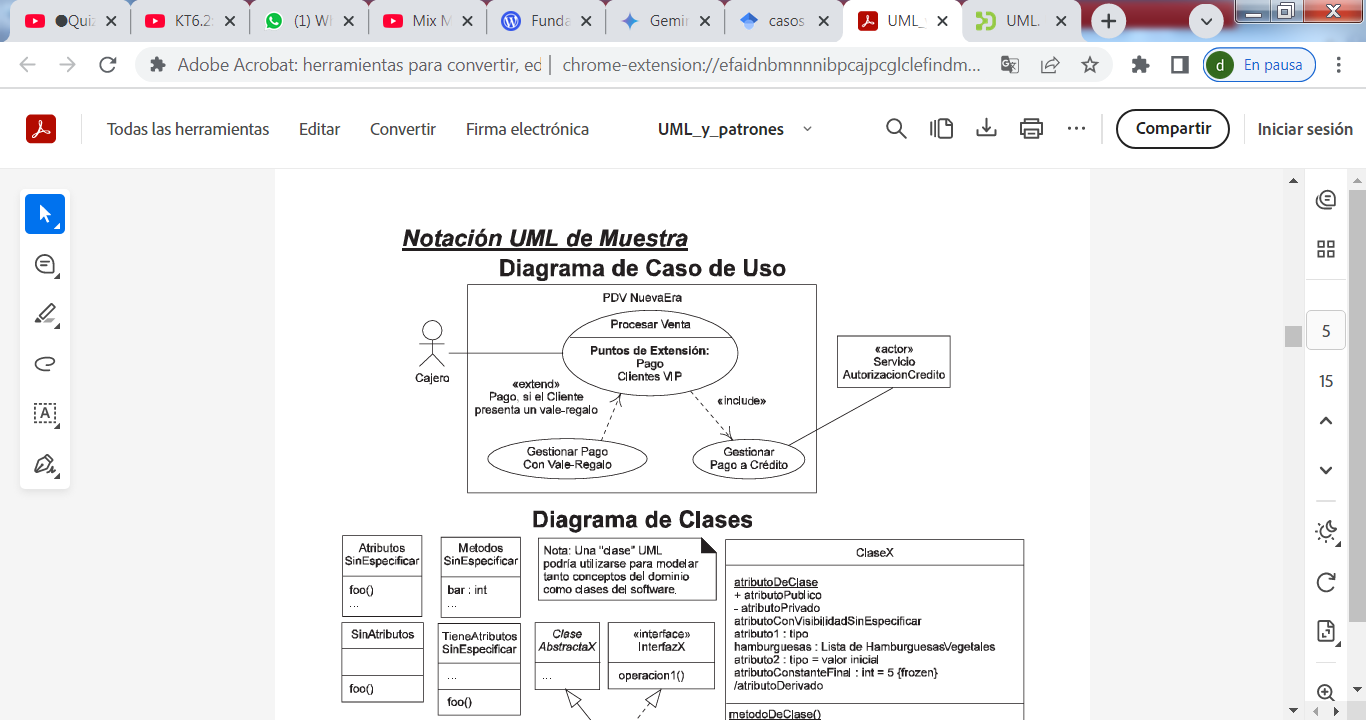 ●Quiz
KT6.2:
(1) Wh
Mix M
Funda
Gemin
casos
UML_
UML.
Adobe Acrobat: herramientas para convertir, ed | chrome-extension://efaidnbmnnnibpcajpcglclefindm...
d En pausa
Todas las herramientas Editar Convertir Firma electrónica UML_y_patrones Compartir Iniciar sesión
Notación UML de Muestra
Diagrama de Caso de Uso
PDV NuevaEra
Procesar Venta
Puntos de Extensión:
Pago
Clientes VIP
Cajero
«actor»
Servicio
AutorizacionCredito
«extend»
Pago, si el Cliente
presenta un vale-regalo
«include»
Gestionar Pago
Con Vale-Regalo
Gestionar
Pago a Crédito
5
15
A
Diagrama de Clases
Atributos
SinEspecificar
foo()
...
Metodos
SinEspecificar
bar : int
...
Nota: Una "clase" UML
podría utilizarse para modelar
tanto conceptos del dominio
como clases del software.
ClaseX
atributoDeClase
+ atributoPublico
- atributoPrivado
atributoConVisibilidadSinEspecificar
atributo1 : tipo
hamburguesas : Lista de HamburguesasVegetales
atributo2 : tipo = valor inicial
atributoConstanteFinal : int = 5 {frozen}
/atributoDerivado
metodoDeClase()
SinAtributos
foo()
TieneAtributos
SinEspecificar
...
foo()
Clase
AbstractaX
...
«interface»
InterfazX
operacion1()